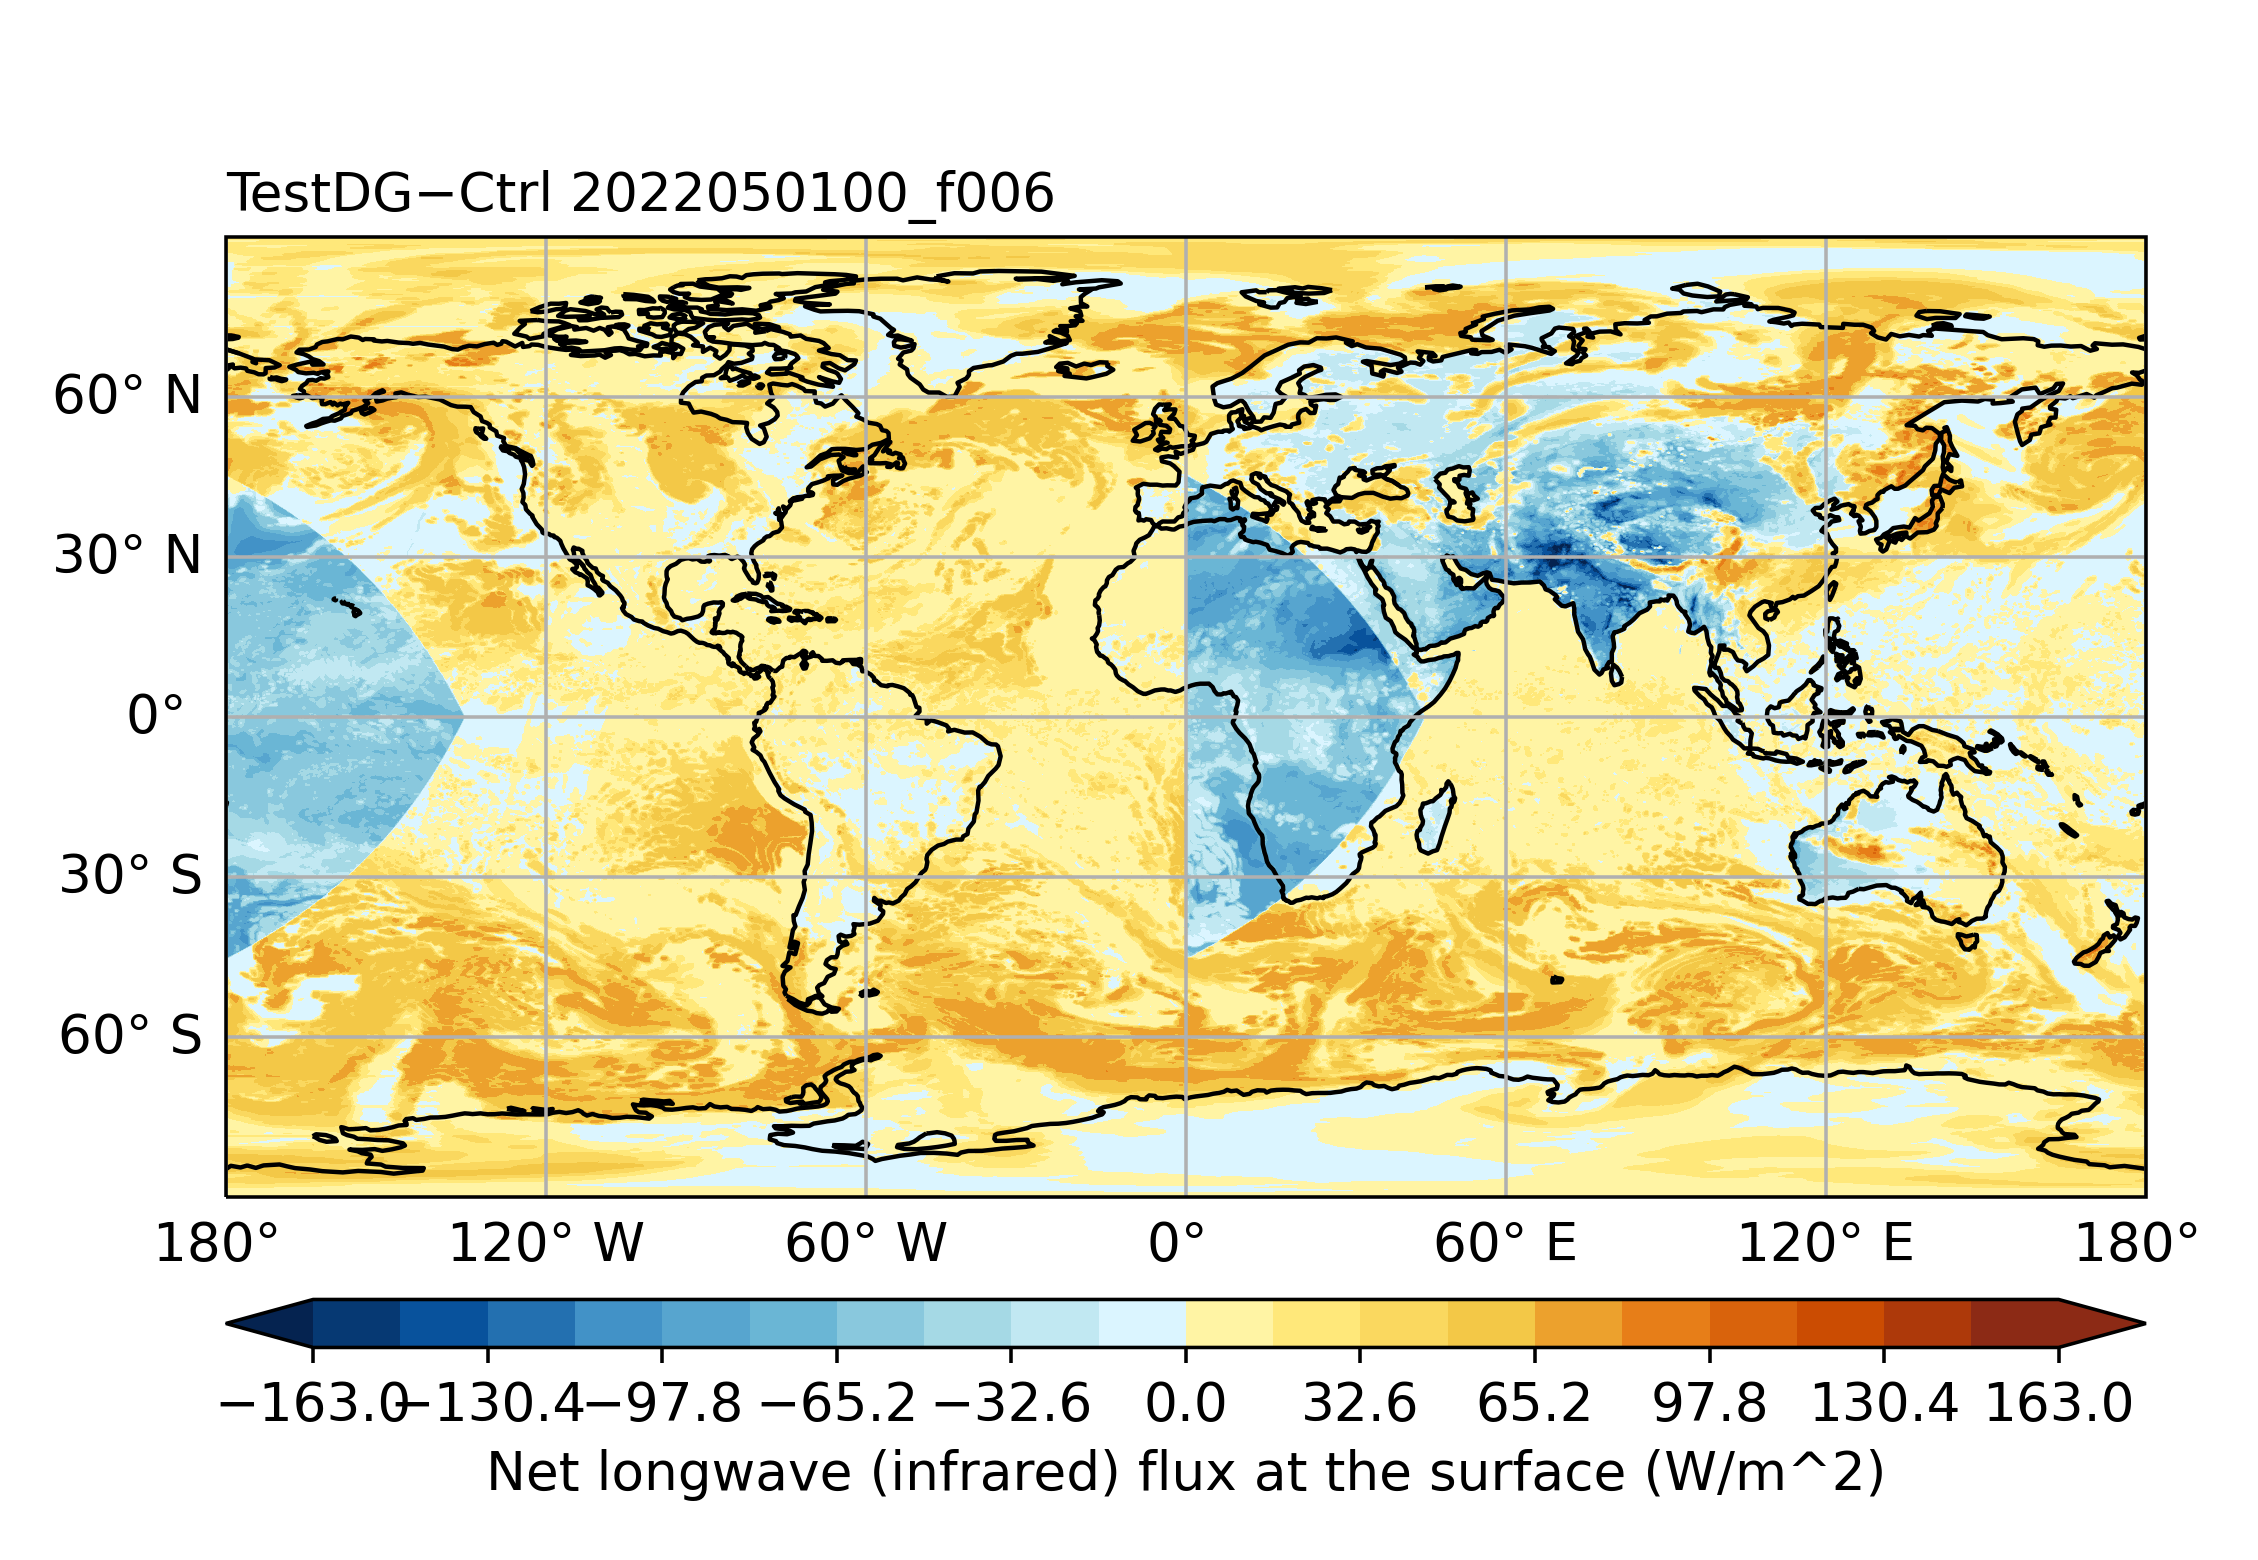 TestDG−Ctrl 2022050100_f006
60° N
30° N
0°
30° S
60° S
180° 120° W 60° W 0° 60° E 120° E 180°
−163.0 −130.4 −97.8 −65.2 −32.6 0.0 32.6 65.2 97.8 130.4 163.0
Net longwave (infrared) flux at the surface (W/m^2)